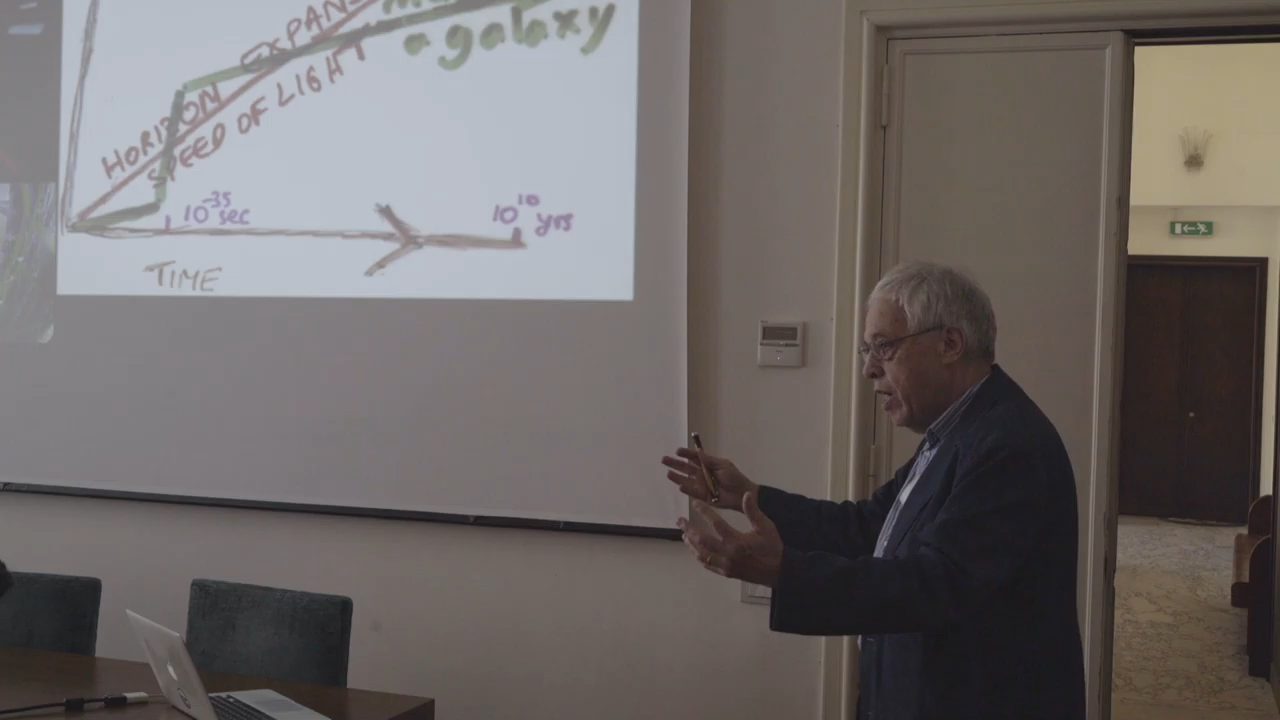 a galaxy
HORIZON
SPEED OF LIGHT
10^-35 sec
10^10 yrs
TIME